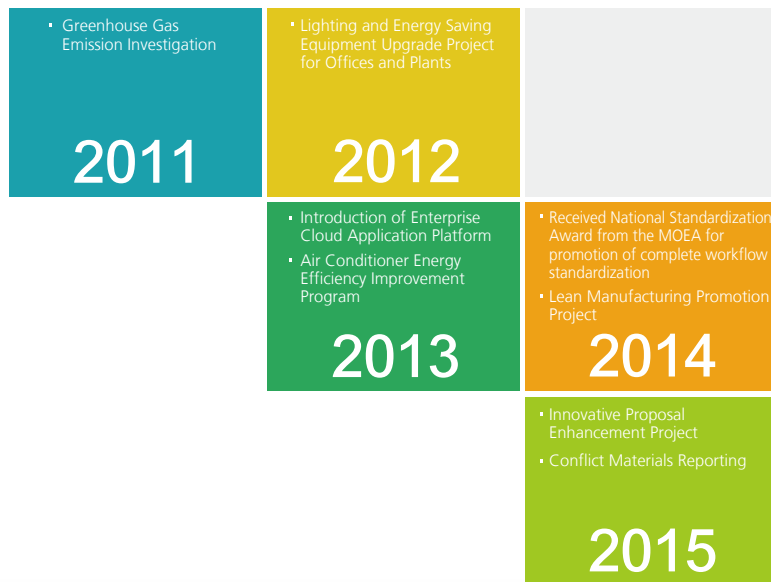 ▪ Greenhouse Gas
Emission Investigation
2011
▪ Lighting and Energy Saving
Equipment Upgrade Project
for Offices and Plants
2012
▪ Introduction of Enterprise
Cloud Application Platform
▪ Air Conditioner Energy
Efficiency Improvement
Program
2013
▪ Received National Standardization
Award from the MOEA for
promotion of complete workflow
standardization
▪ Lean Manufacturing Promotion
Project
2014
▪ Innovative Proposal
Enhancement Project
▪ Conflict Materials Reporting
2015